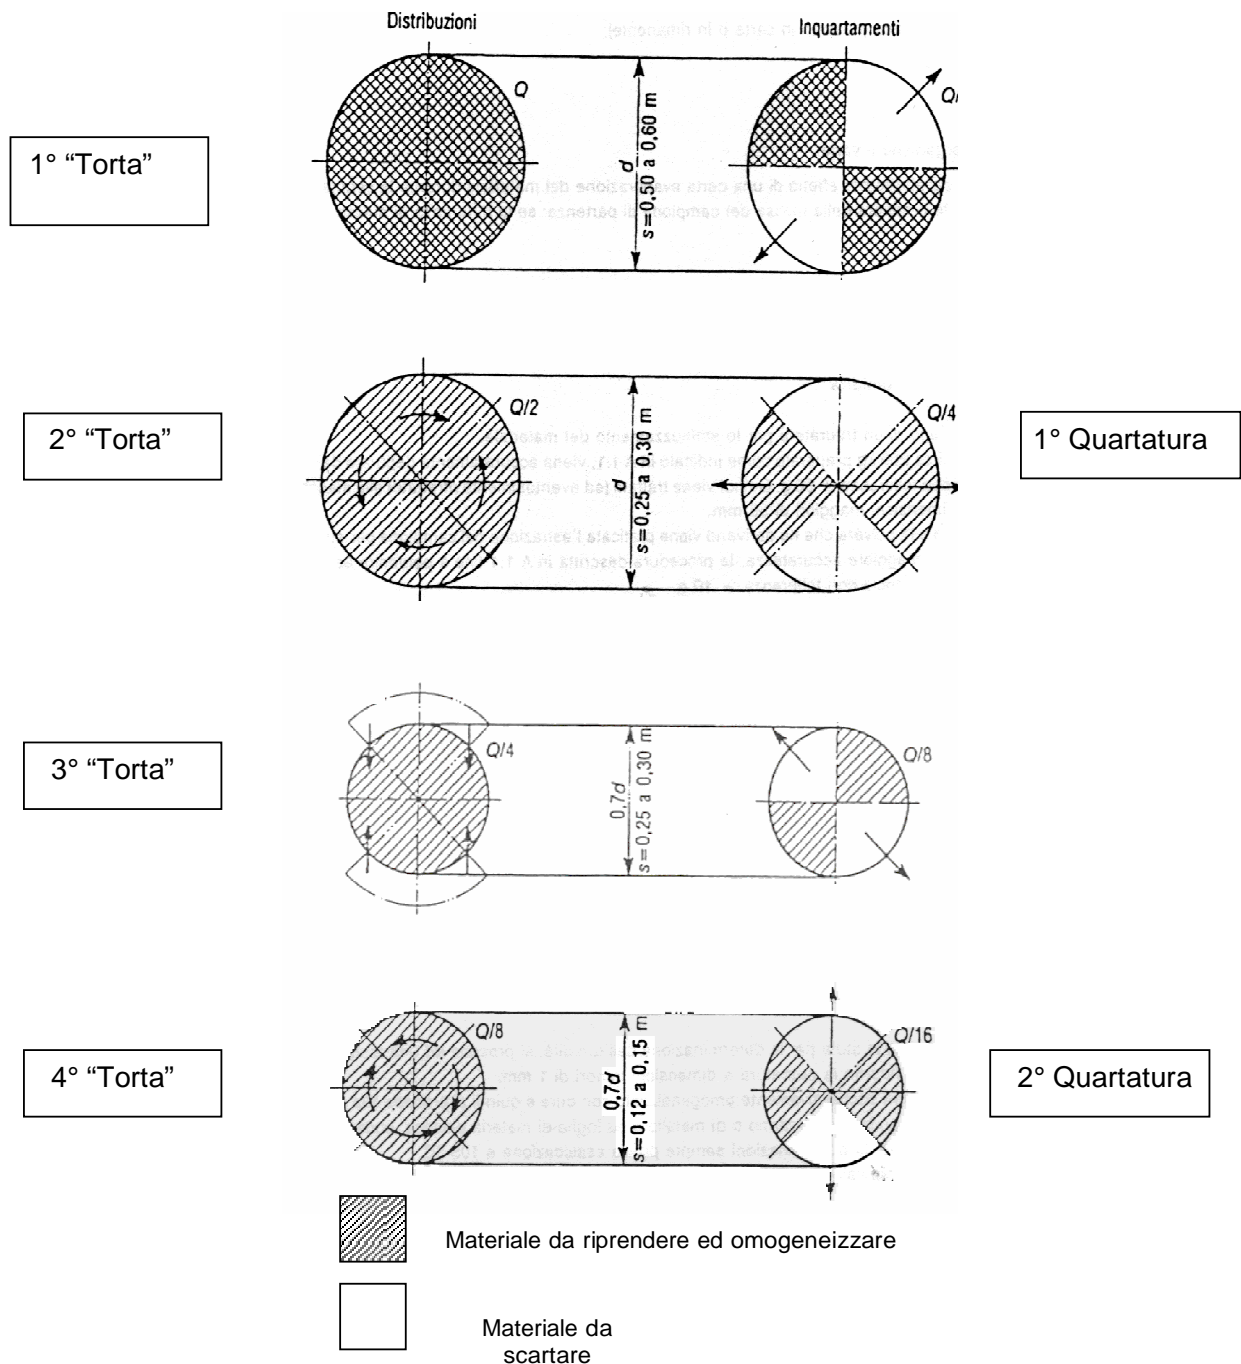 Distribuzioni
Inquartamenti
1° “Torta”
Q
d
s=0,50 a 0,60 m
Q/
2° “Torta”
Q/2
d
s=0,25 a 0,30 m
Q/4
1° Quartatura
3° “Torta”
Q/4
0,7d
s=0,25 a 0,30 m
Q/8
4° “Torta”
Q/8
0,7d
s=0,12 a 0,15 m
Q/16
2° Quartatura
Materiale da riprendere ed omogeneizzare
Materiale da
scartare